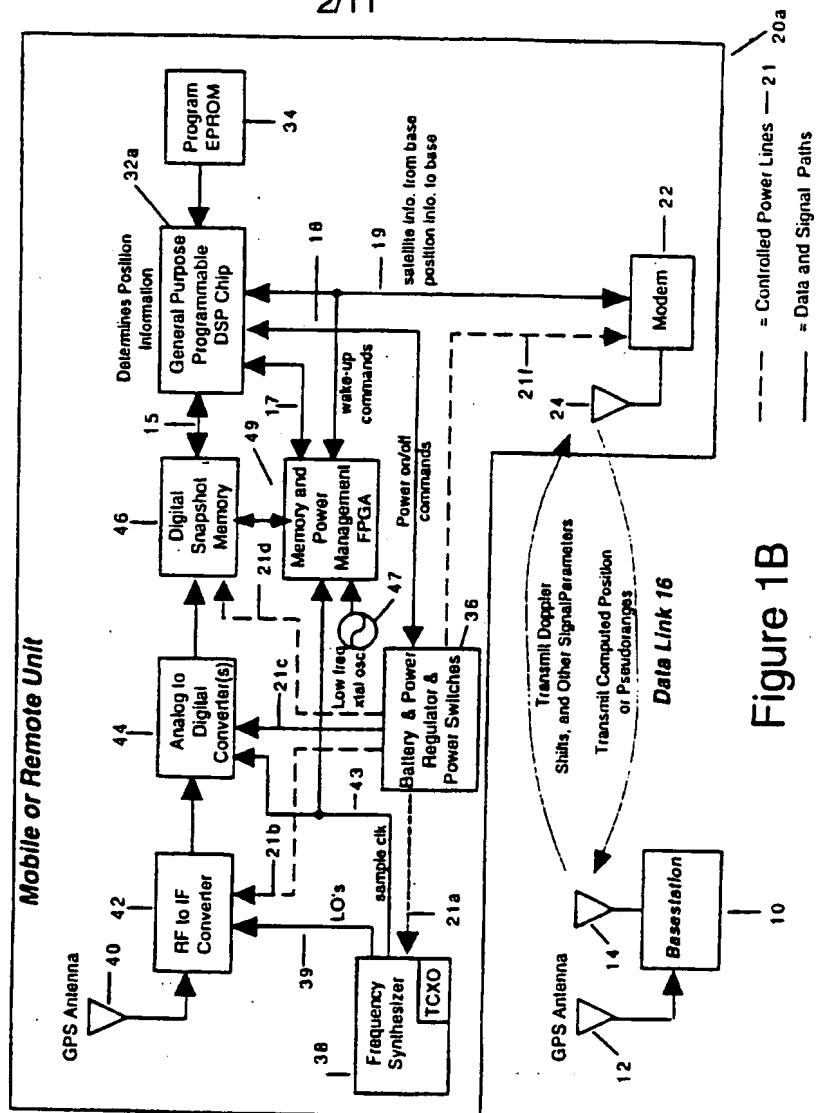 2/11
Mobile or Remote Unit
GPS Antenna
40
42
RF to IF
Converter
44
Analog to
Digital
Converter(s)
46
Digital
Snapshot
Memory
15
Determines Position
Information
32a
General Purpose
Programmable
DSP Chip
Program
EPROM
34
39
LO's
21b
43
sample clk
21c
21d
49
Memory and
Power
Management
FPGA
17
wake-up
commands
18
19
satellite info. from base
position info. to base
Low freq
xtal osc
47
38
Frequency
Synthesizer
TCXO
21a
Battery & Power
Regulator &
Power Switches
36
Power on/off
commands
21f
Modem
22
24
20a
GPS Antenna
12
14
Basestation
10
Transmit Doppler
Shifts, and Other Signal Parameters
Transmit Computed Position
or Pseudoranges
Data Link 16
= Controlled Power Lines — 21
= Data and Signal Paths
Figure 1B